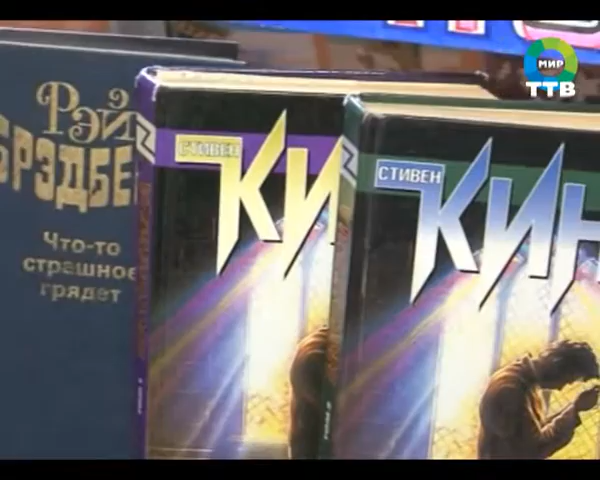 МИР
ТТВ
Рэй
БРЭДБЕ
Что-то
страшное
грядет
СТИВЕН
КИ
СТИВЕН
КИН